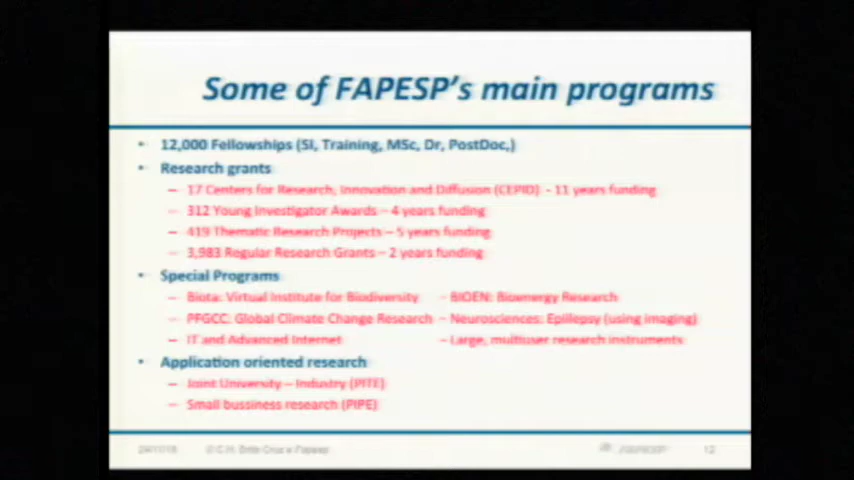 Some of FAPESP's main programs
• 12,000 Fellowships (SI, Training, MSc, Dr, PostDoc,)
• Research grants
– 17 Centers for Research, Innovation and Diffusion (CEPID) - 11 years funding
– 312 Young Investigator Awards – 4 years funding
– 419 Thematic Research Projects – 5 years funding
– 3,983 Regular Research Grants – 2 years funding
• Special Programs
– Biota: Virtual Institute for Biodiversity - BIOEN: Bioenergy Research
– PFGCC: Global Climate Change Research – Neurosciences: Epilepsy (using imaging)
– IT and Advanced Internet – Large, multiuser research instruments
• Application oriented research
– Joint University – Industry (PITE)
– Small bussiness research (PIPE)
© C.H. Brito Cruz e Fapesp 12